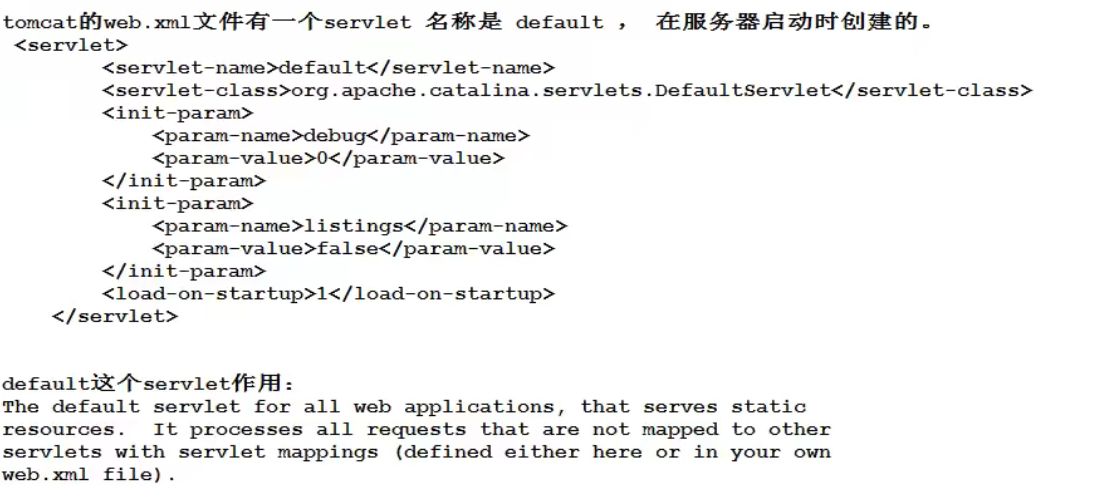 tomcat的web.xml文件有一个servlet 名称是 default ， 在服务器启动时创建的。
<servlet>
<servlet-name>default</servlet-name>
<servlet-class>org.apache.catalina.servlets.DefaultServlet</servlet-class>
<init-param>
<param-name>debug</param-name>
<param-value>0</param-value>
</init-param>
<init-param>
<param-name>listings</param-name>
<param-value>false</param-value>
</init-param>
<load-on-startup>1</load-on-startup>
</servlet>
default这个servlet作用：
The default servlet for all web applications, that serves static
resources.  It processes all requests that are not mapped to other
servlets with servlet mappings (defined either here or in your own
web.xml file).